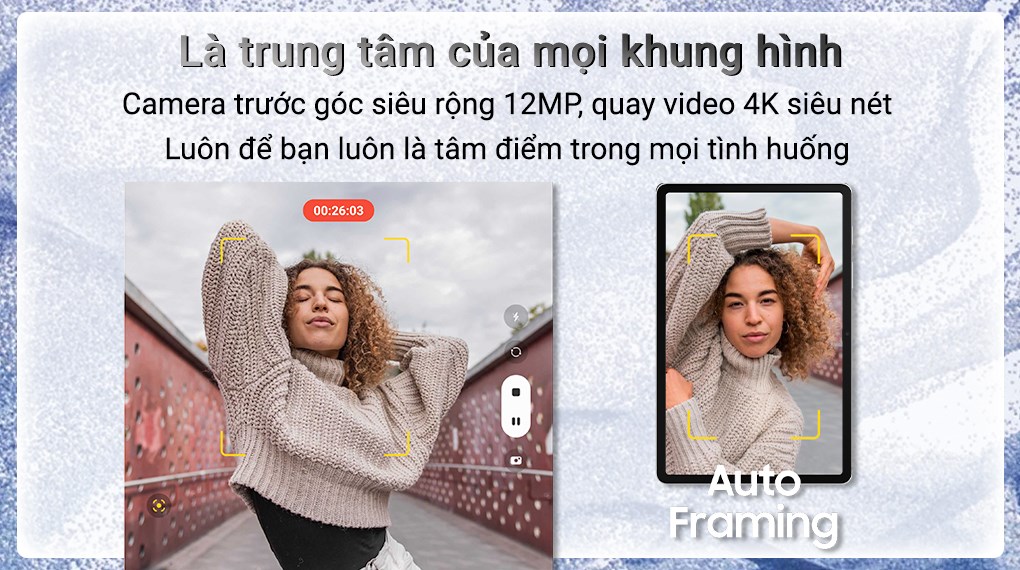 Là trung tâm của mọi khung hình
Camera trước góc siêu rộng 12MP, quay video 4K siêu nét
Luôn để bạn luôn là tâm điểm trong mọi tình huống
00:26:03
Auto
Framing